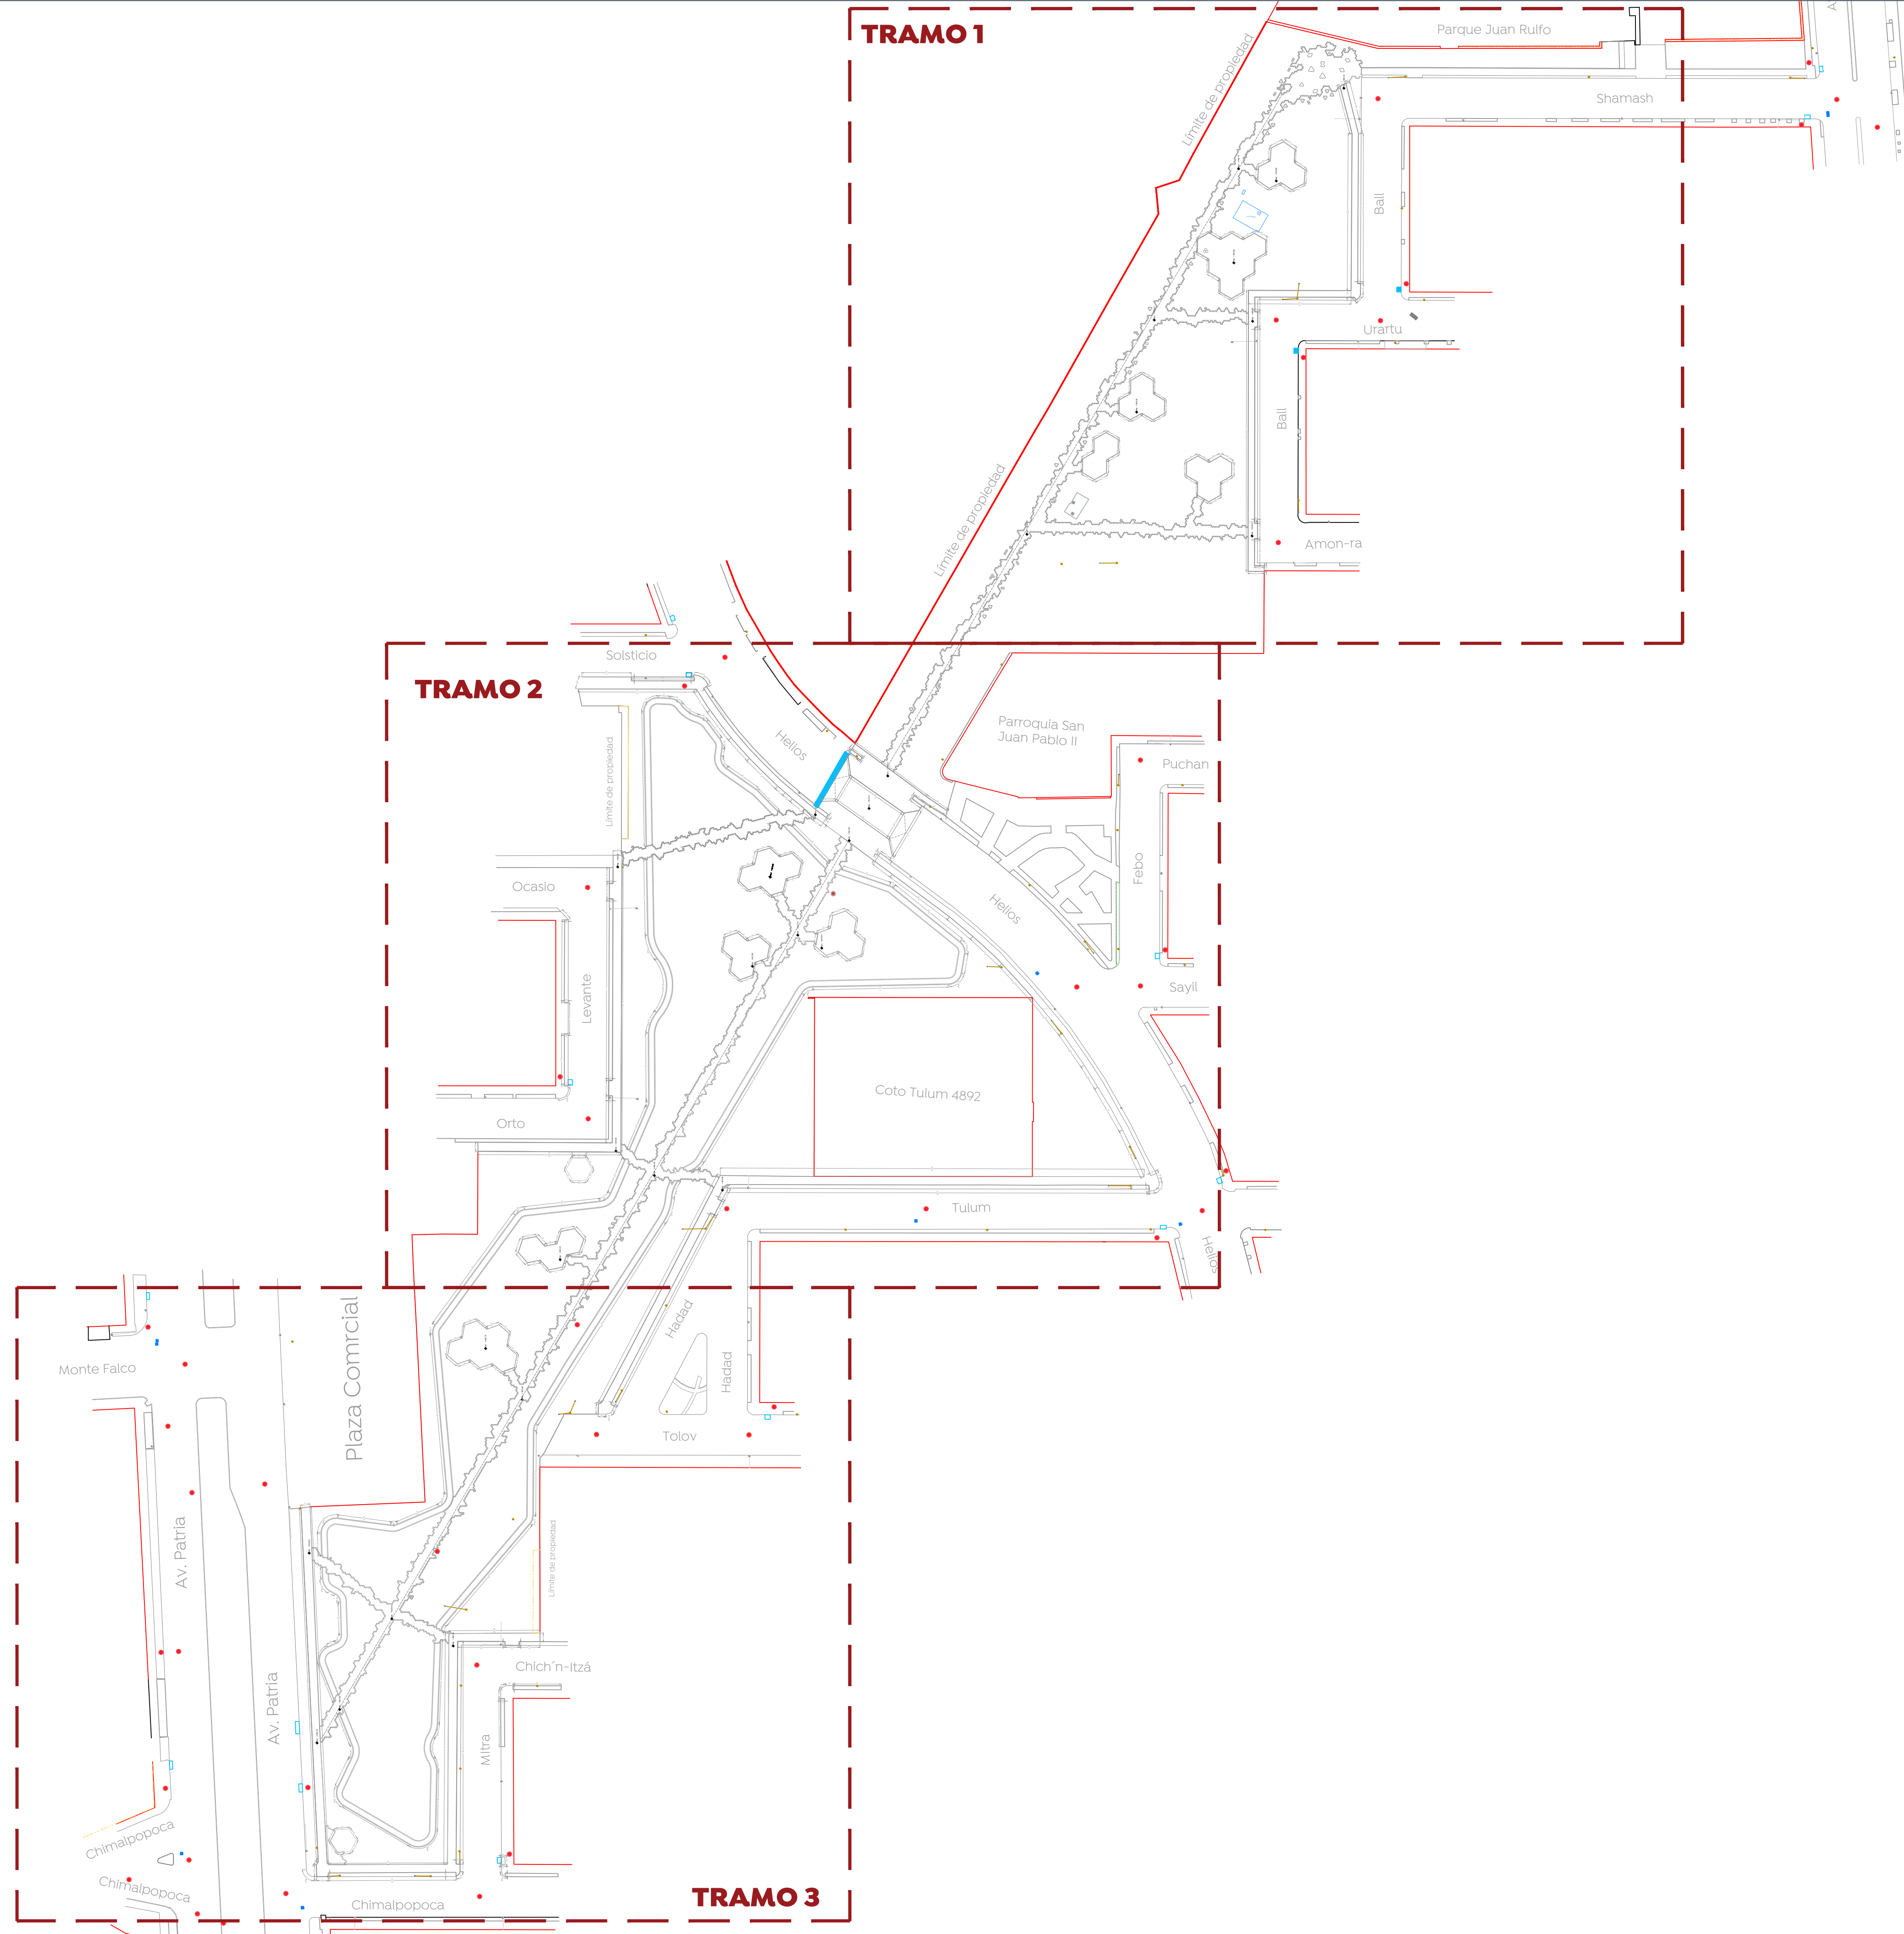 TRAMO 1
Parque Juan Rulfo
Límite de propiedad
Shamash
Ball
Urartu
Ball
Límite de propiedad
Amon-ra
Solsticio
TRAMO 2
Parroquia San
Juan Pablo II
Helios
Límite de propiedad
Puchan
Ocasio
Febo
Helios
Levante
Sayil
Coto Tulum 4892
Orto
Tulum
Helios
Plaza Comrcial
Hadad
Monte Falco
Hadad
Tolov
Av. Patria
Límite de propiedad
Chich´n-Itzá
Av. Patria
Mitra
Chimalpopoca
Chimalpopoca
TRAMO 3
Chimalpopoca